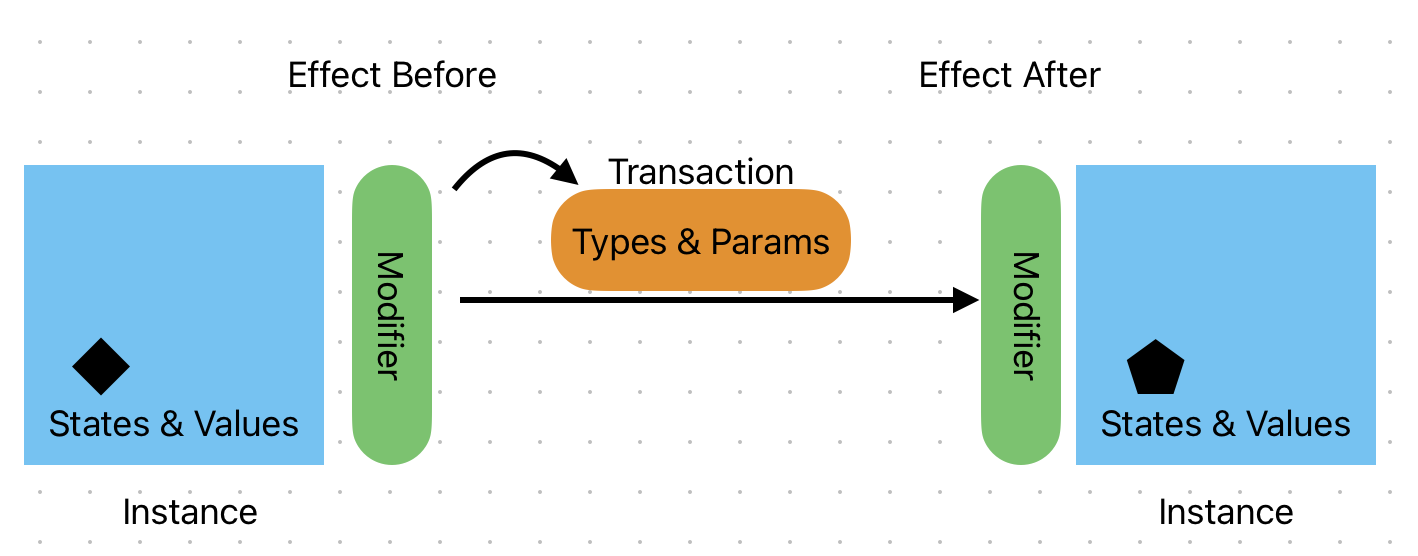 Effect Before
Effect After
Transaction
Types & Params
Modifier
Modifier
States & Values
States & Values
Instance
Instance